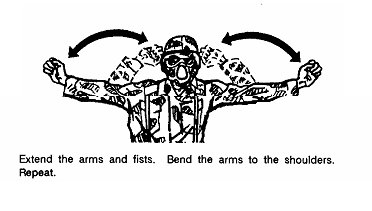 Extend the arms and fists. Bend the arms to the shoulders.
Repeat.